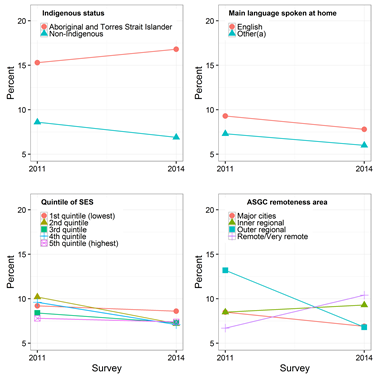 Indigenous status
Aboriginal and Torres Strait Islander
Non-Indigenous
Percent
20
15
10
5
2011
2014
Main language spoken at home
English
Other(a)
Percent
20
15
10
5
2011
2014
Quintile of SES
1st quintile (lowest)
2nd quintile
3rd quintile
4th quintile
5th quintile (highest)
Percent
20
15
10
5
2011
2014
Survey
ASGC remoteness area
Major cities
Inner regional
Outer regional
Remote/Very remote
Percent
20
15
10
5
2011
2014
Survey